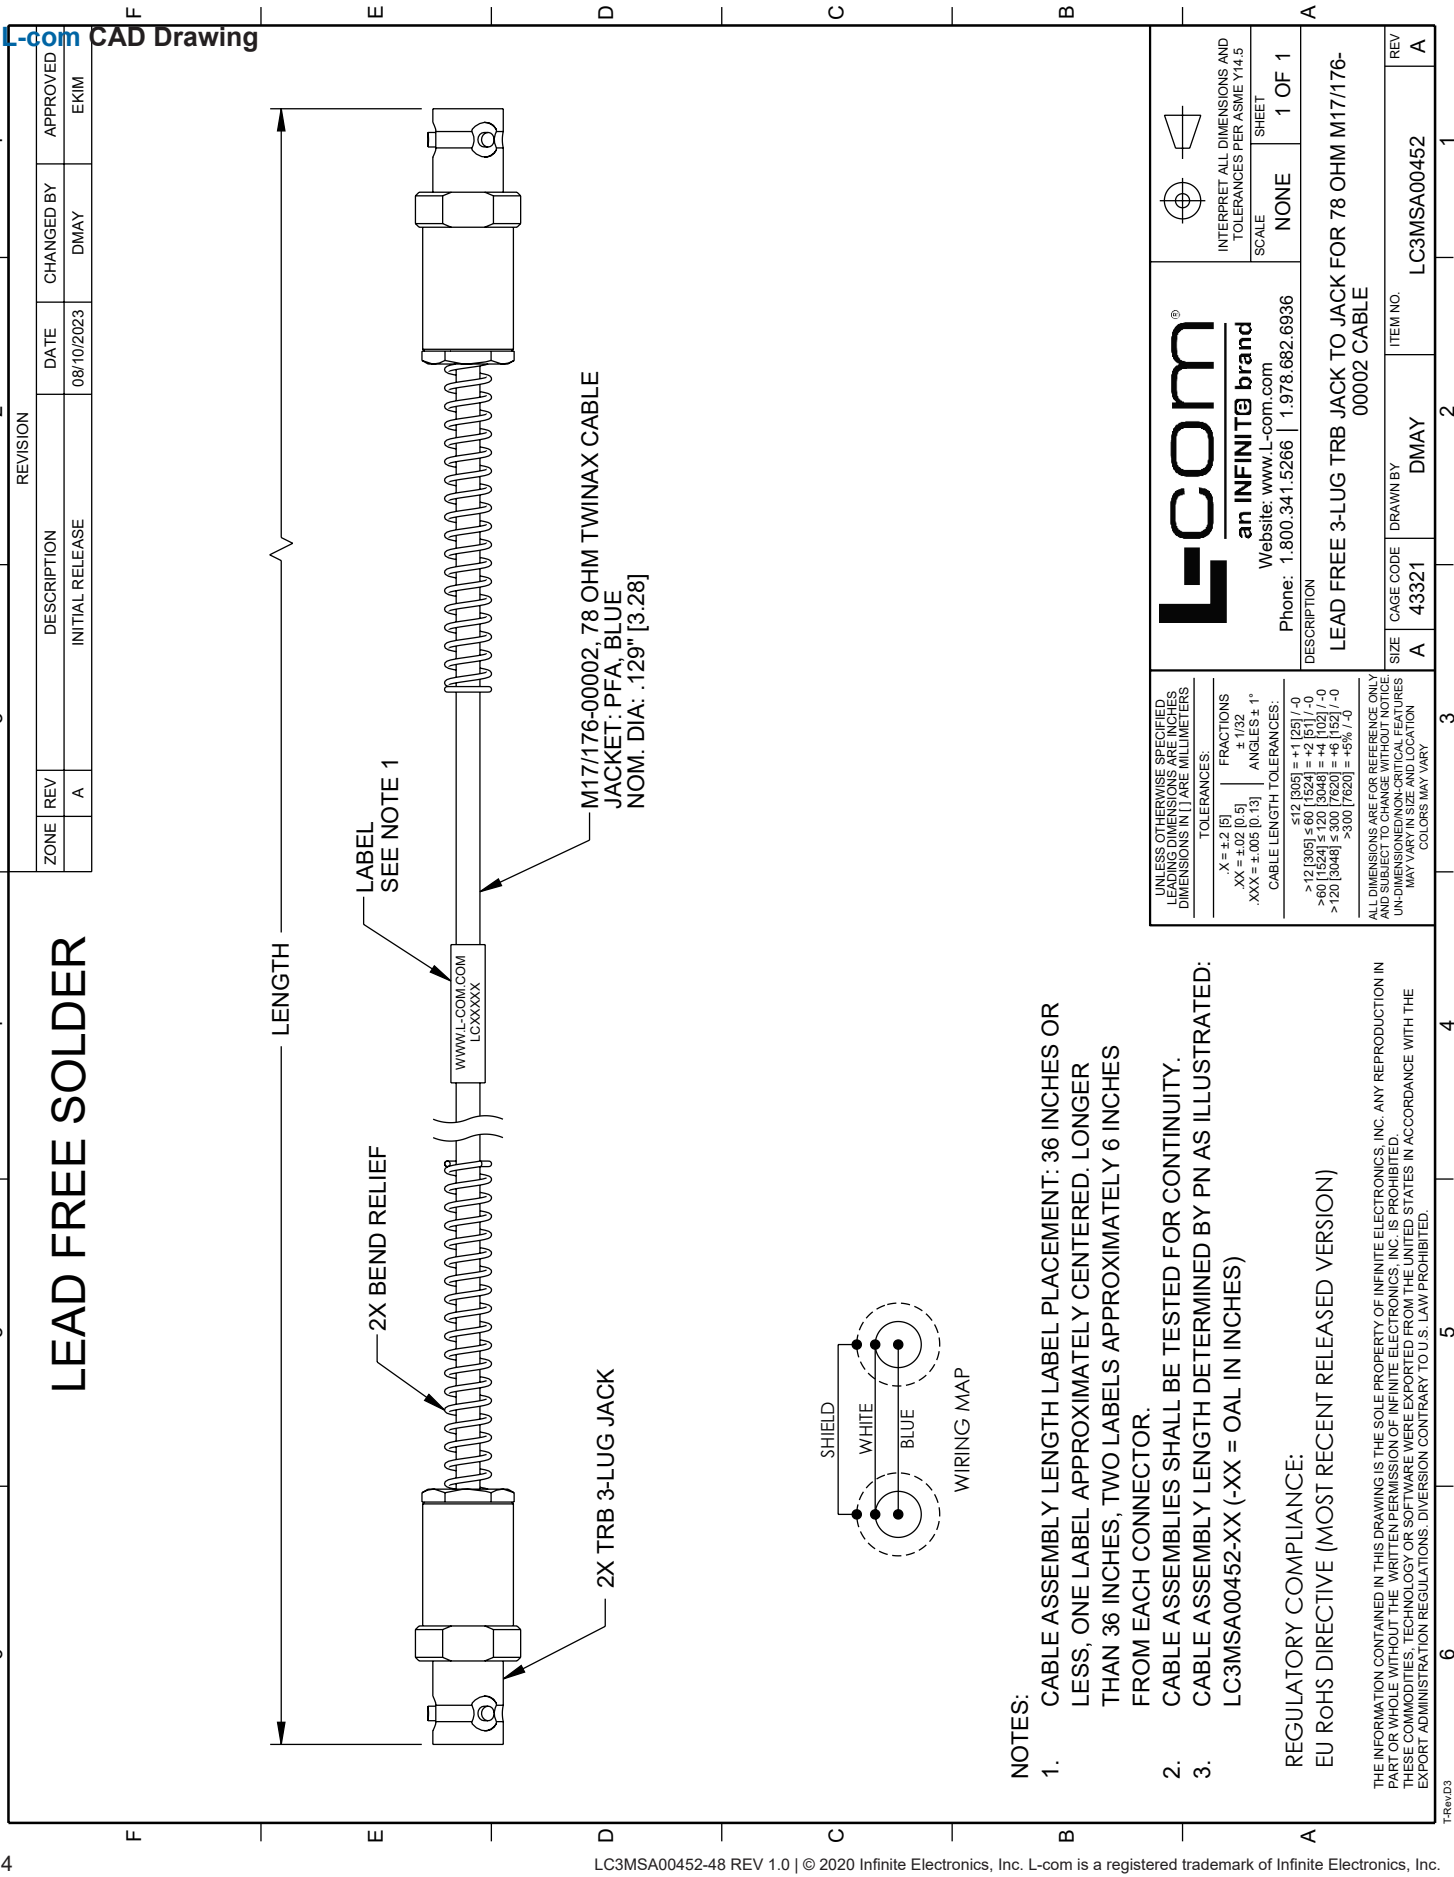 L-com CAD Drawing
REVISION
ZONE REV DESCRIPTION DATE CHANGED BY APPROVED
A INITIAL RELEASE 08/10/2023 DMAY EKIM
LEAD FREE SOLDER
LENGTH
LABEL
SEE NOTE 1
2X BEND RELIEF
WWW.L-COM.COM
LCXXXXX
M17/176-00002, 78 OHM TWINAX CABLE
JACKET: PFA, BLUE
NOM. DIA: .129" [3.28]
2X TRB 3-LUG JACK
SHIELD
WHITE
BLUE
WIRING MAP
NOTES:
1. CABLE ASSEMBLY LENGTH LABEL PLACEMENT: 36 INCHES OR
LESS, ONE LABEL APPROXIMATELY CENTERED. LONGER
THAN 36 INCHES, TWO LABELS APPROXIMATELY 6 INCHES
FROM EACH CONNECTOR.
2. CABLE ASSEMBLIES SHALL BE TESTED FOR CONTINUITY.
3. CABLE ASSEMBLY LENGTH DETERMINED BY PN AS ILLUSTRATED:
LC3MSA00452-XX (-XX = OAL IN INCHES)
REGULATORY COMPLIANCE:
EU RoHS DIRECTIVE (MOST RECENT RELEASED VERSION)
THE INFORMATION CONTAINED IN THIS DRAWING IS THE SOLE PROPERTY OF INFINITE ELECTRONICS, INC. ANY REPRODUCTION IN
PART OR WHOLE WITHOUT THE WRITTEN PERMISSION OF INFINITE ELECTRONICS, INC. IS PROHIBITED.
THESE COMMODITIES, TECHNOLOGY OR SOFTWARE WERE EXPORTED FROM THE UNITED STATES IN ACCORDANCE WITH THE
EXPORT ADMINISTRATION REGULATIONS. DIVERSION CONTRARY TO U.S. LAW PROHIBITED.
UNLESS OTHERWISE SPECIFIED
LEADING DIMENSIONS ARE INCHES
DIMENSIONS IN [ ] ARE MILLIMETERS
TOLERANCES:
.X = ±.2 [5] FRACTIONS
.XX = ±.02 [0.5] ± 1/32
.XXX = ±.005 [0.13] ANGLES ± 1°
CABLE LENGTH TOLERANCES:
≤12 [305] = +1 [25] / -0
>12 [305] ≤ 60 [1524] = +2 [51] / -0
>60 [1524] ≤ 120 [3048] = +4 [102] / -0
>120 [3048] ≤ 300 [7620] = +6 [152] / -0
>300 [7620] = +5% / -0
ALL DIMENSIONS ARE FOR REFERENCE ONLY
AND SUBJECT TO CHANGE WITHOUT NOTICE.
UN-DIMENSIONED/NON-CRITICAL FEATURES
MAY VARY IN SIZE AND LOCATION
COLORS MAY VARY
L-com®
an INFINITE brand
Website: www.L-com.com
Phone: 1.800.341.5266 | 1.978.682.6936
INTERPRET ALL DIMENSIONS AND
TOLERANCES PER ASME Y14.5
SCALE NONE
SHEET 1 OF 1
DESCRIPTION
LEAD FREE 3-LUG TRB JACK TO JACK FOR 78 OHM M17/176-
00002 CABLE
SIZE A
CAGE CODE 43321
DRAWN BY DMAY
ITEM NO. LC3MSA00452
REV A
F E D C B A
F E D C B A
6 5 4 3 2 1
T-Rev.D3
4
LC3MSA00452-48 REV 1.0 | © 2020 Infinite Electronics, Inc. L-com is a registered trademark of Infinite Electronics, Inc.